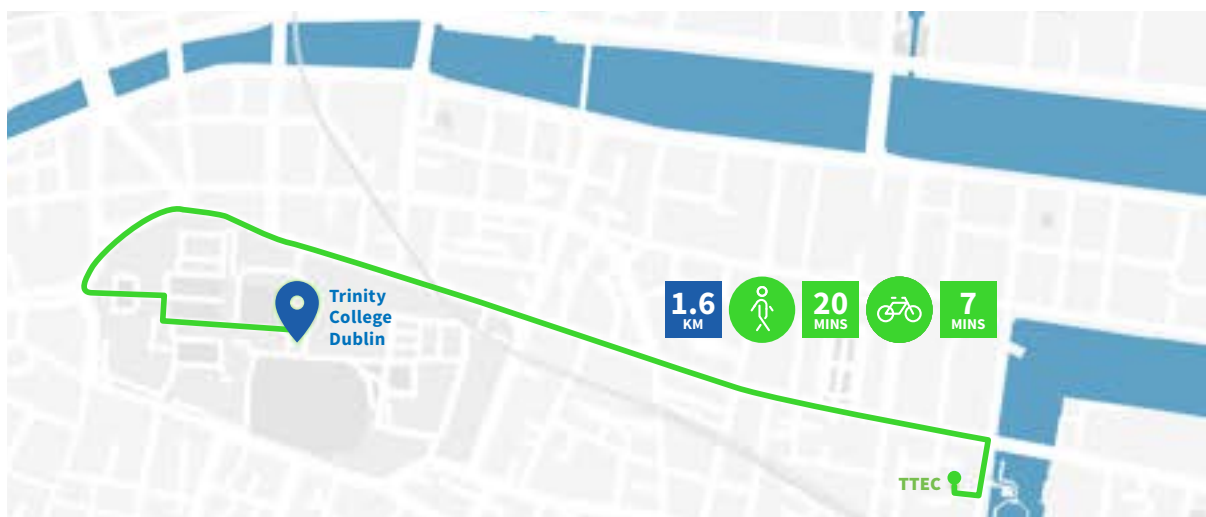 Trinity
College
Dublin
1.6
KM
20
MINS
7
MINS
TTEC